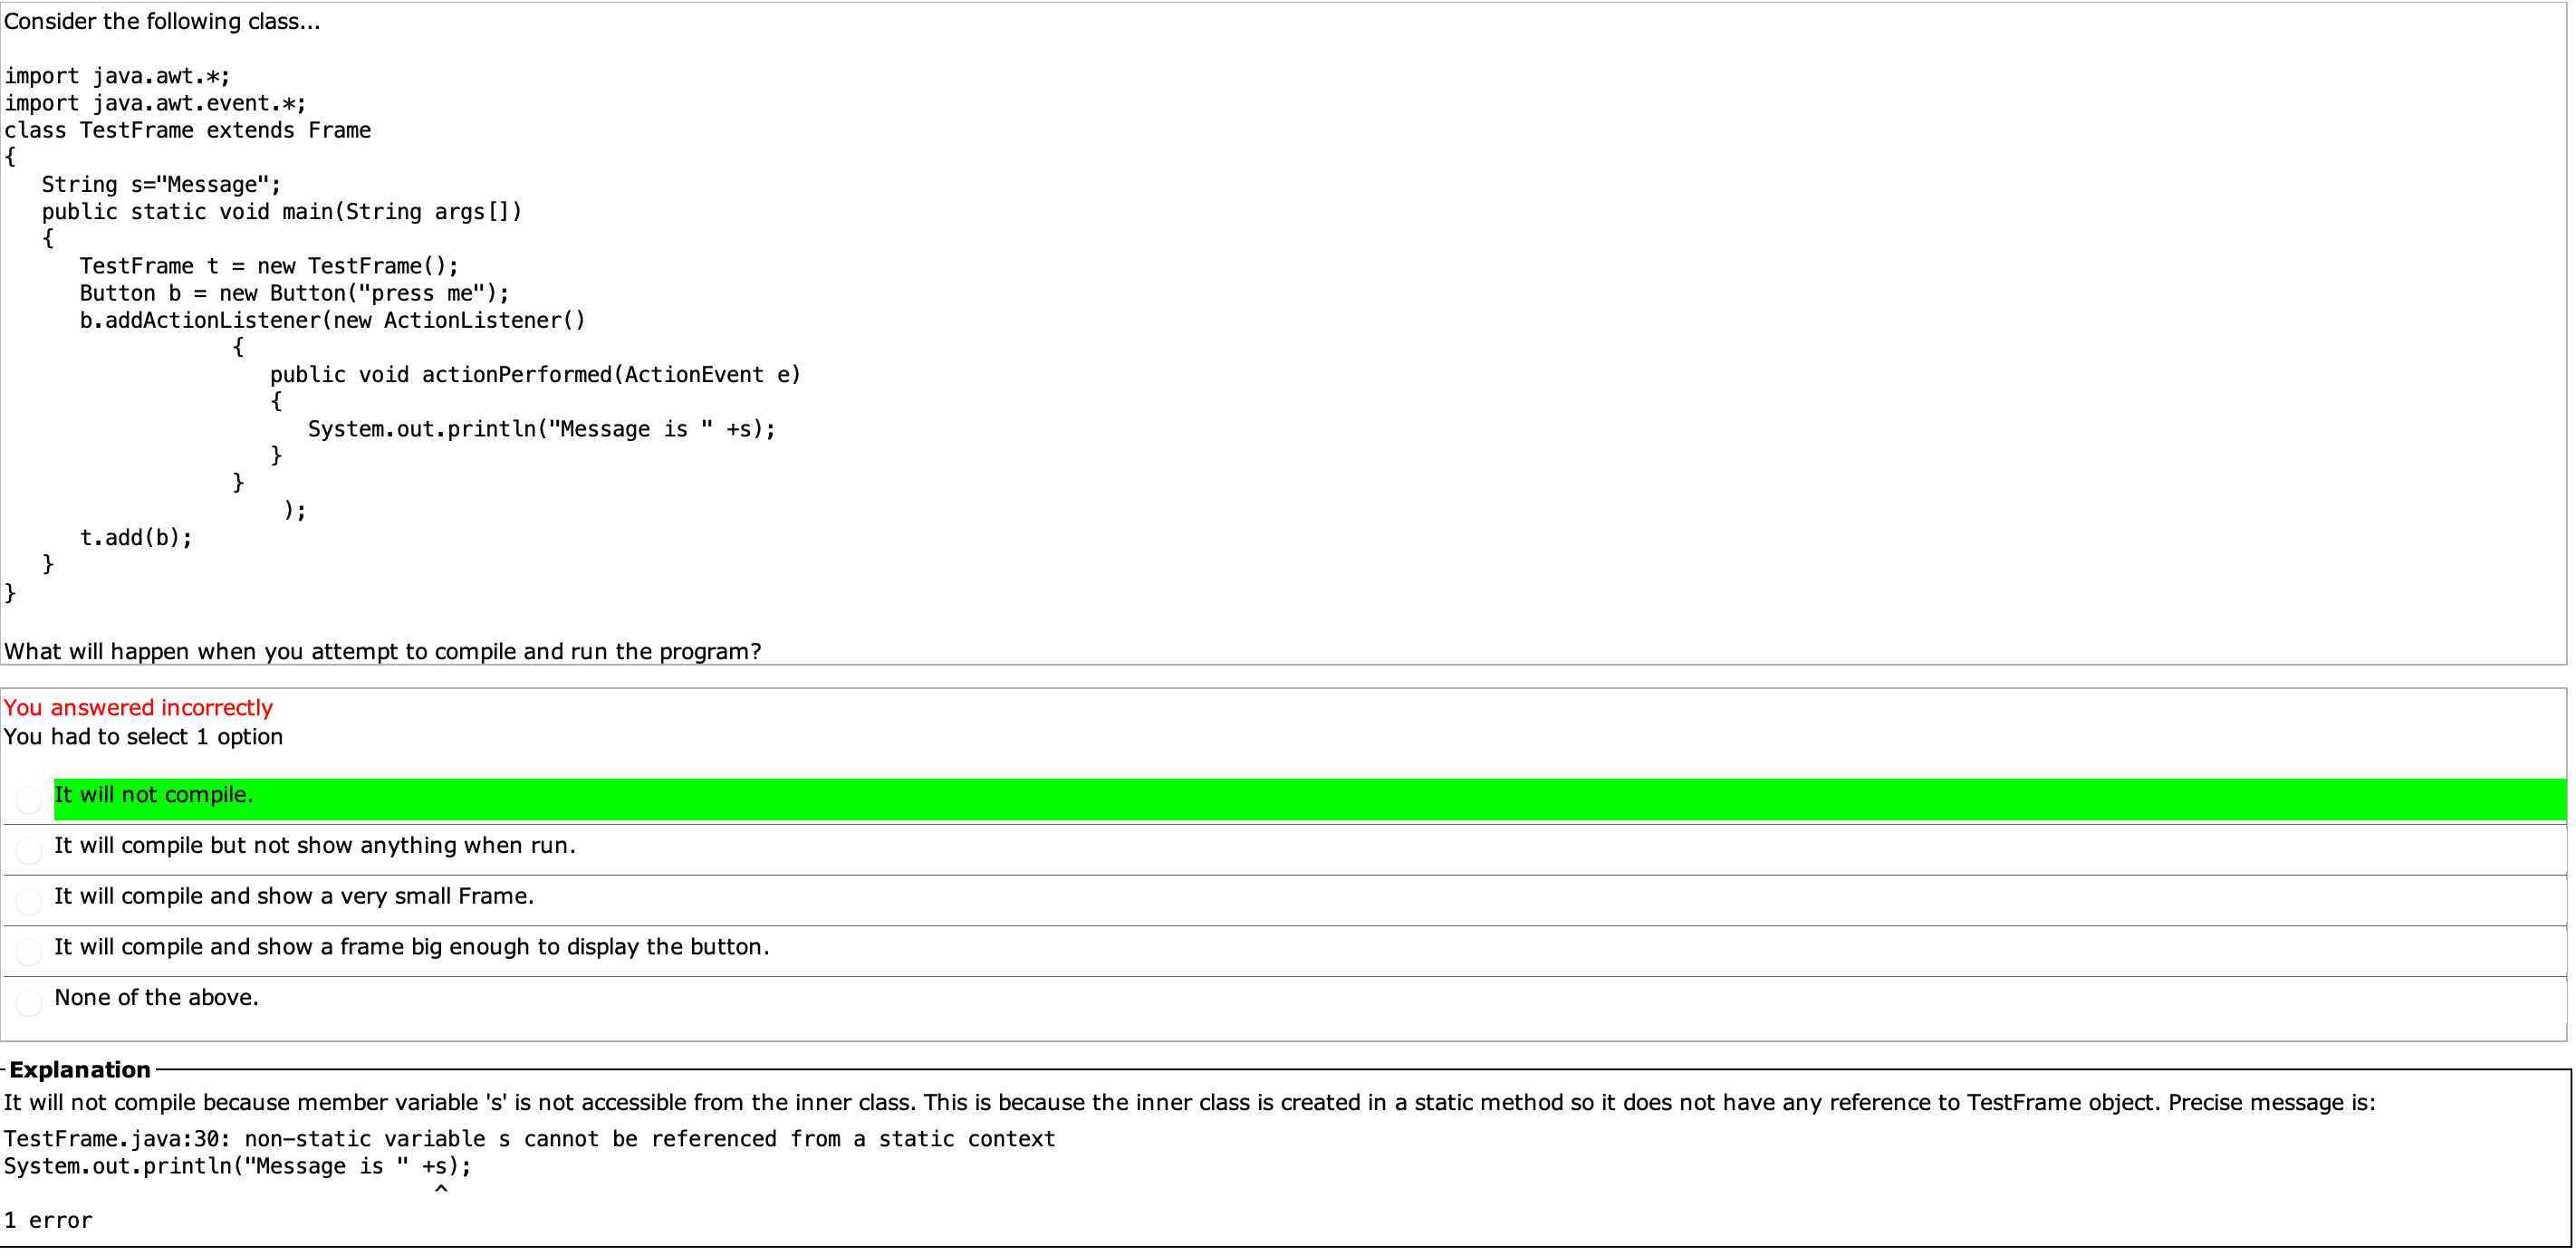 Consider the following class...
import java.awt.*;
import java.awt.event.*;
class TestFrame extends Frame
{
   String s="Message";
   public static void main(String args[])
   {
      TestFrame t = new TestFrame();
      Button b = new Button("press me");
      b.addActionListener(new ActionListener()
                  {
                     public void actionPerformed(ActionEvent e)
                     {
                        System.out.println("Message is " +s);
                     }
                  }
                      );
      t.add(b);
   }
}
What will happen when you attempt to compile and run the program?
You answered incorrectly
You had to select 1 option
It will not compile.
It will compile but not show anything when run.
It will compile and show a very small Frame.
It will compile and show a frame big enough to display the button.
None of the above.
Explanation
It will not compile because member variable 's' is not accessible from the inner class. This is because the inner class is created in a static method so it does not have any reference to TestFrame object. Precise message is:
TestFrame.java:30: non-static variable s cannot be referenced from a static context
System.out.println("Message is " +s);
                                  ^
1 error